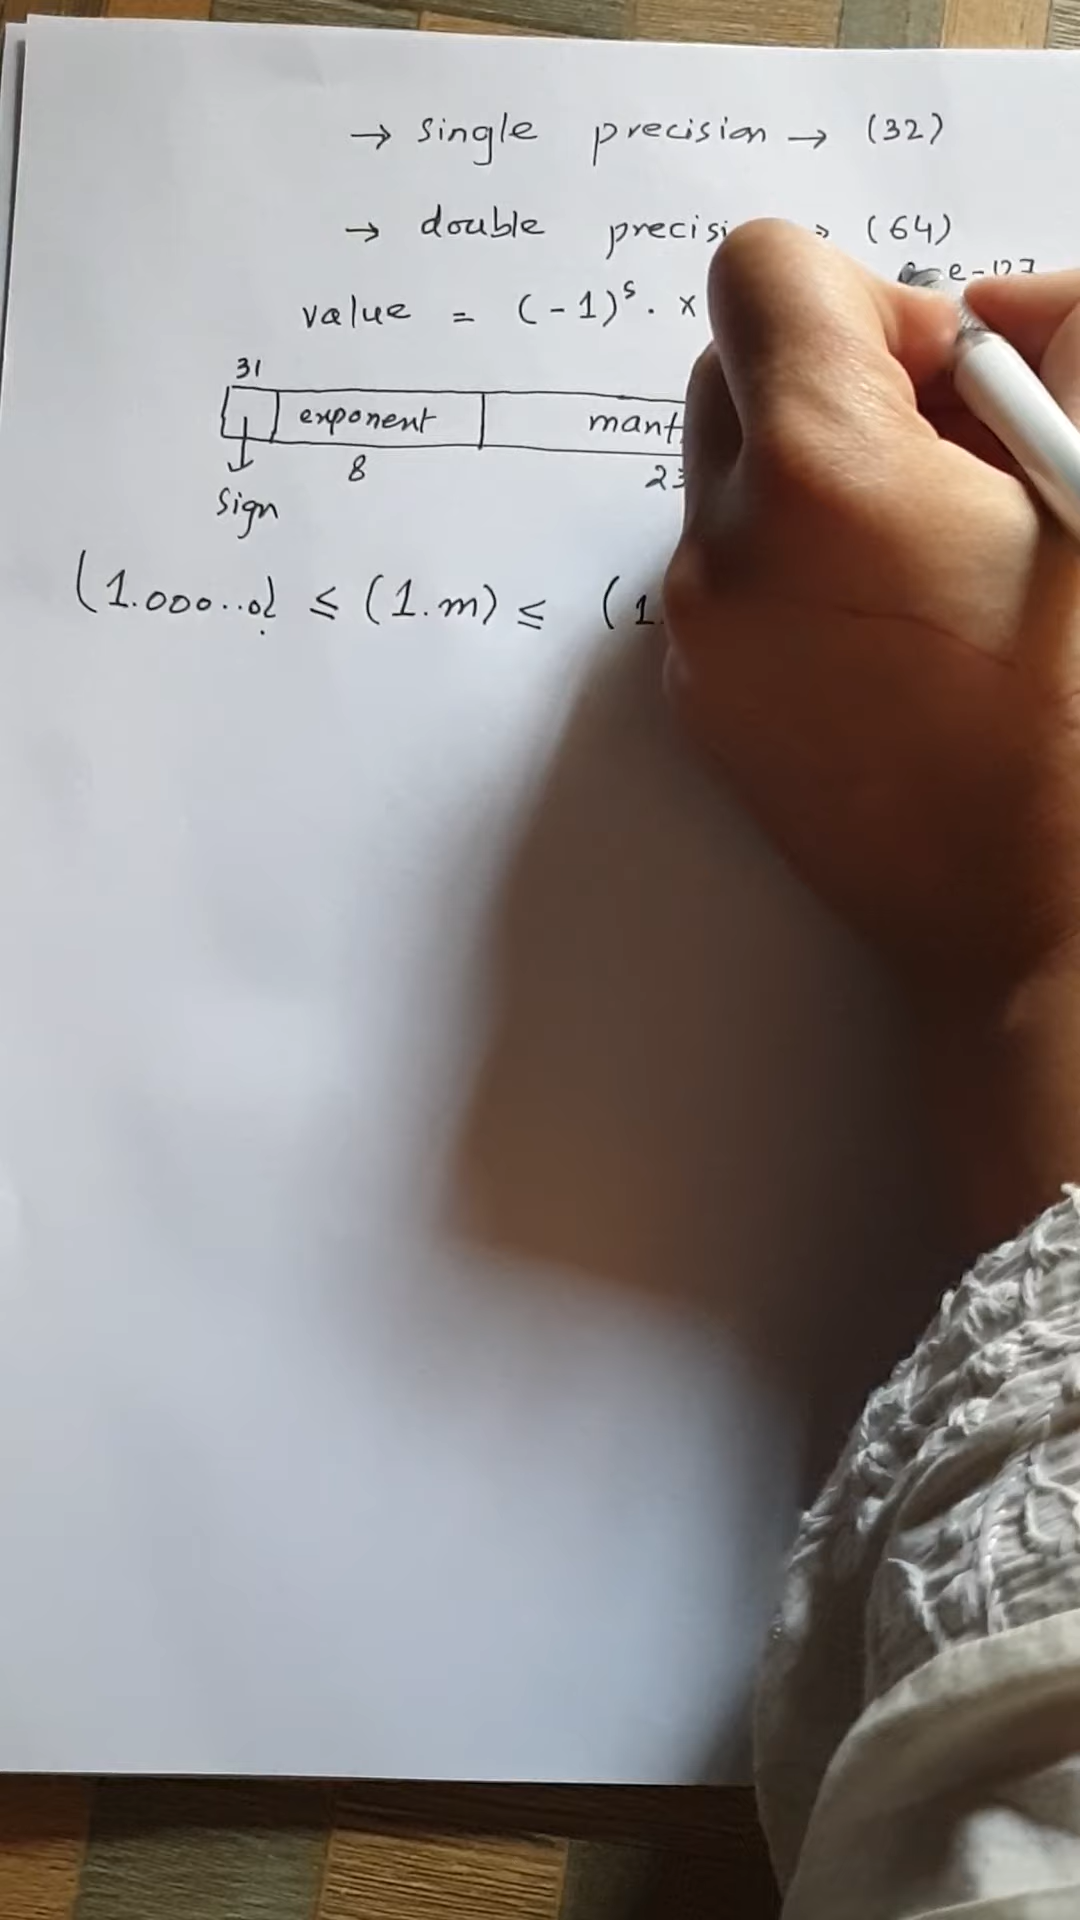 → single precision → (32)
→ double precisi (64)
e-127
value = (-1)ˢ . ×
31
exponent mant
8 23
sign
(1.000..0) ≤ (1.m) ≤ (1.